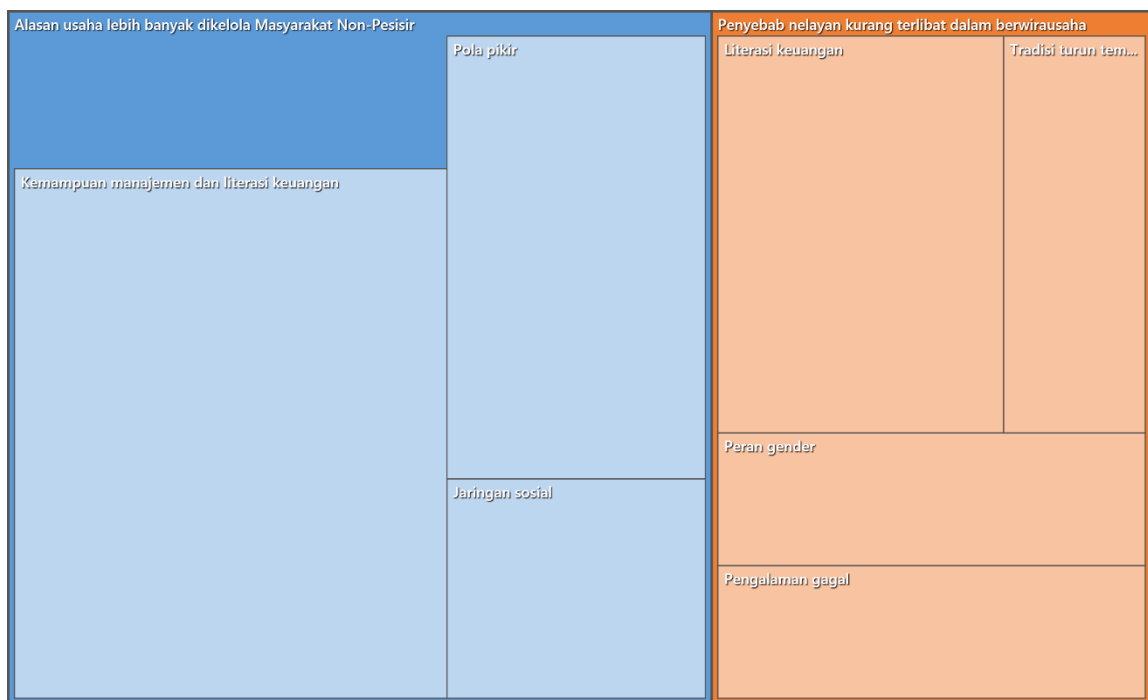 Alasan usaha lebih banyak dikelola Masyarakat Non-Pesisir
Pola pikir
Kemampuan manajemen dan literasi keuangan
Jaringan sosial
Penyebab nelayan kurang terlibat dalam berwirausaha
Literasi keuangan
Tradisi turun tem...
Peran gender
Pengalaman gagal